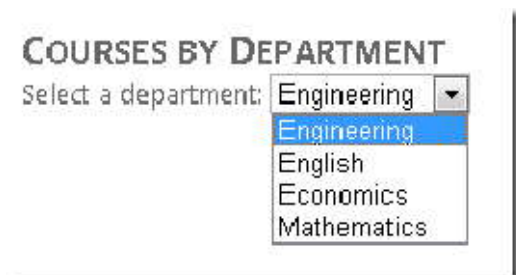 COURSES BY DEPARTMENT
Select a department: Engineering
Engineering
English
Economics
Mathematics